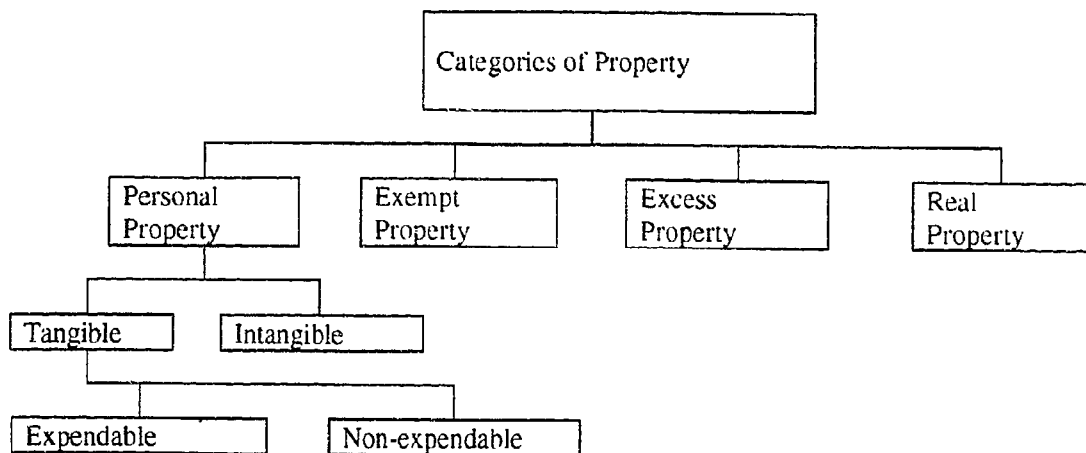 Categories of Property
Personal
Property
Exempt
Property
Excess
Property
Real
Property
Tangible
Intangible
Expendable
Non-expendable